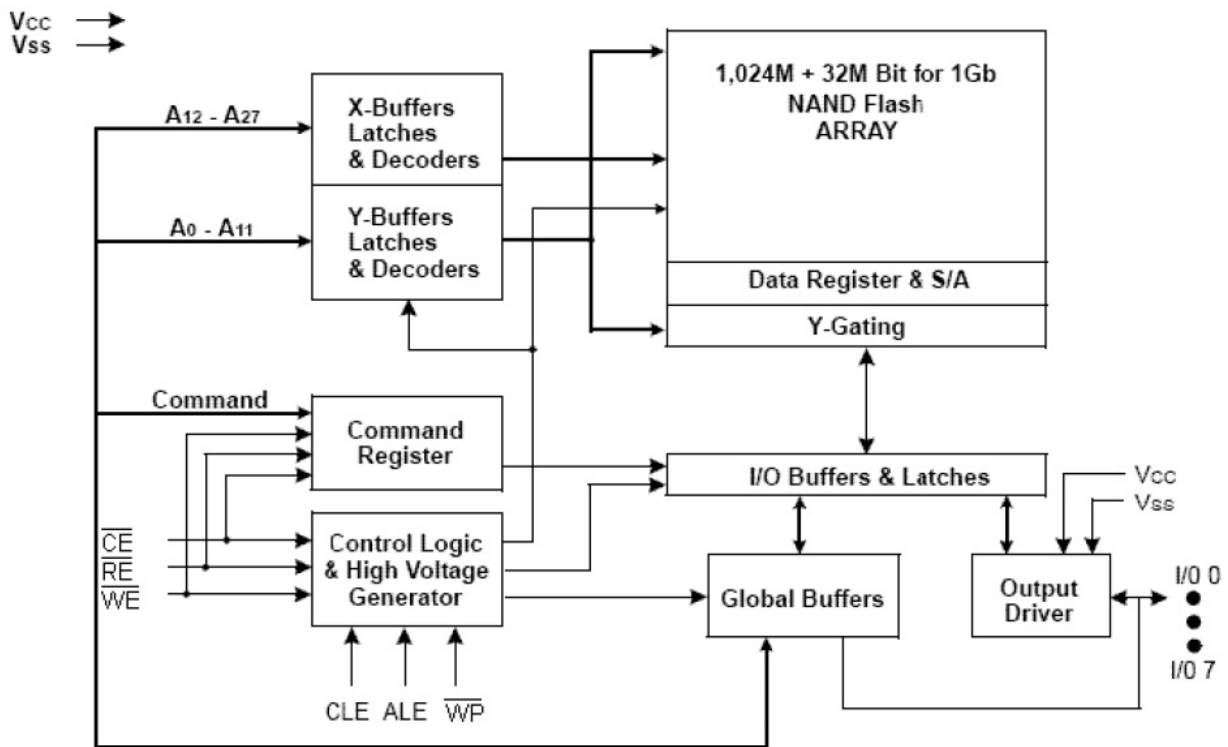 Vcc
Vss
A12 - A27
X-Buffers
Latches
& Decoders
A0 - A11
Y-Buffers
Latches
& Decoders
1,024M + 32M Bit for 1Gb
NAND Flash
ARRAY
Data Register & S/A
Y-Gating
Command
Command
Register
I/O Buffers & Latches
VCC
VSS
CE
RE
WE
Control Logic
& High Voltage
Generator
Global Buffers
Output
Driver
I/0 0
I/0 7
CLE ALE WP